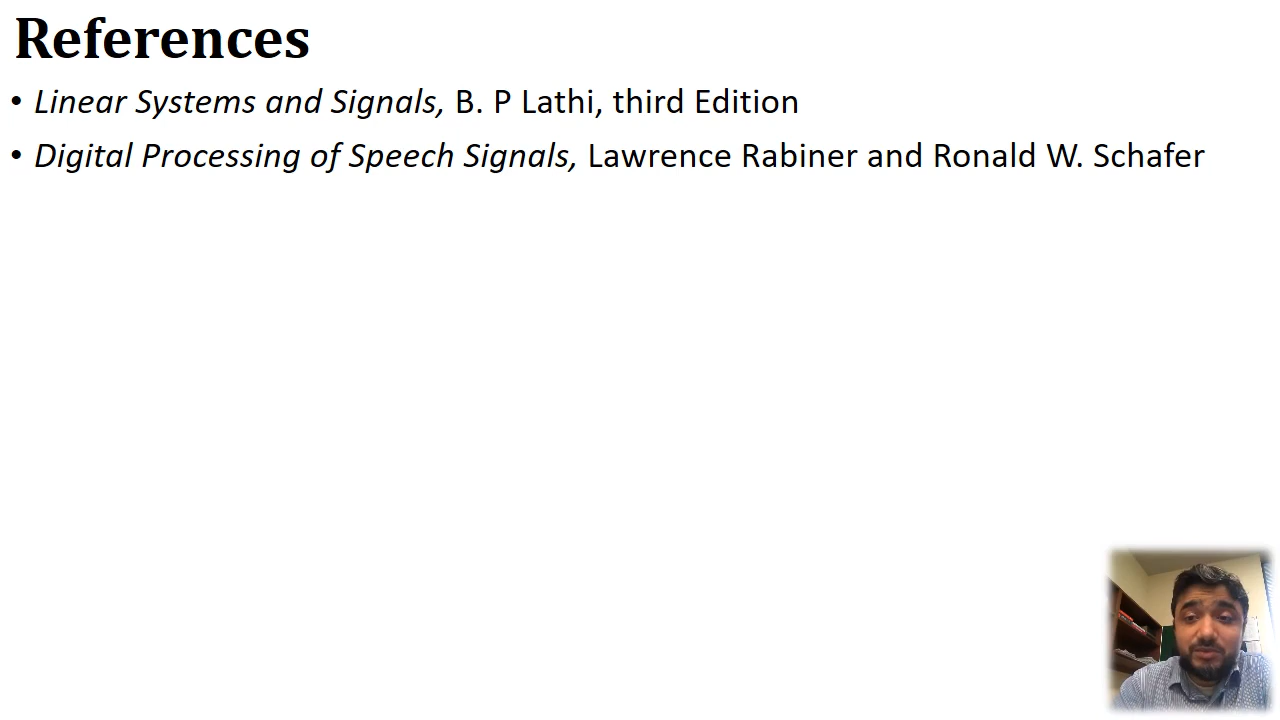 References
• Linear Systems and Signals, B. P Lathi, third Edition
• Digital Processing of Speech Signals, Lawrence Rabiner and Ronald W. Schafer